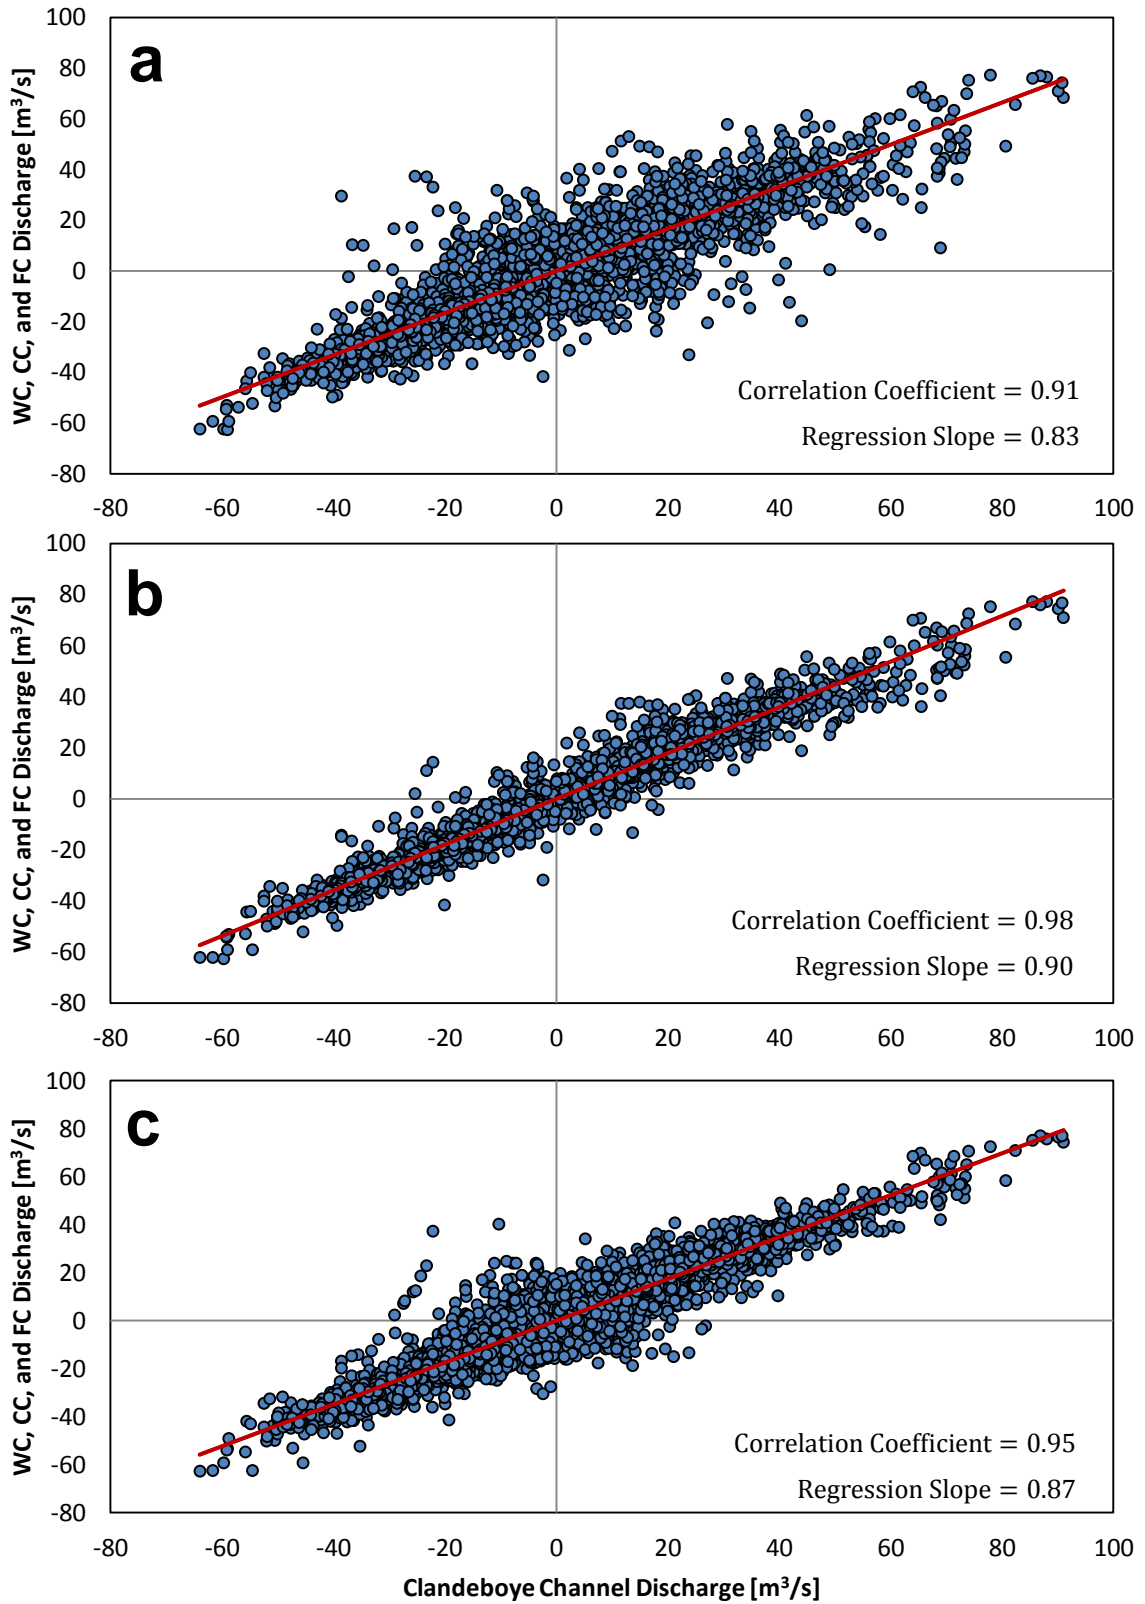 100
80
60
40
20
0
-20
-40
-60
-80
WC, CC, and FC Discharge [m³/s]
a
Correlation Coefficient = 0.91
Regression Slope = 0.83
-80 -60 -40 -20 0 20 40 60 80 100
100
80
60
40
20
0
-20
-40
-60
-80
WC, CC, and FC Discharge [m³/s]
b
Correlation Coefficient = 0.98
Regression Slope = 0.90
-80 -60 -40 -20 0 20 40 60 80 100
100
80
60
40
20
0
-20
-40
-60
-80
WC, CC, and FC Discharge [m³/s]
c
Correlation Coefficient = 0.95
Regression Slope = 0.87
-80 -60 -40 -20 0 20 40 60 80 100
Clandeboye Channel Discharge [m³/s]